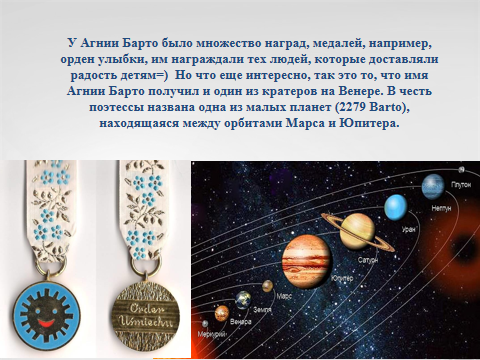 У Агнии Барто было множество наград, медалей, например,
орден улыбки, им награждали тех людей, которые доставляли
радость детям=)  Но что еще интересно, так это то, что имя
Агнии Барто получил и один из кратеров на Венере. В честь
поэтессы названа одна из малых планет (2279 Barto),
находящаяся между орбитами Марса и Юпитера.
Order
Uśmiechu
Плутон
Нептун
Уран
Сатурн
Юпитер
Марс
Земля
Венера
Меркурий